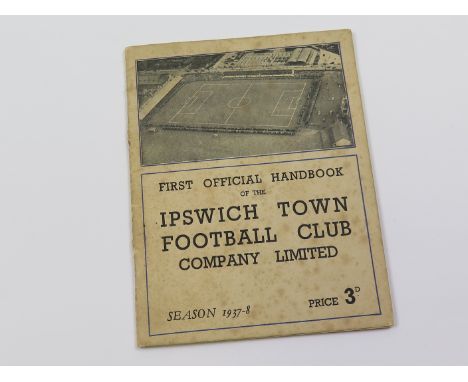 FIRST OFFICIAL HANDBOOK
OF THE
IPSWICH TOWN
FOOTBALL CLUB
COMPANY LIMITED
SEASON 1937-8
PRICE 3D